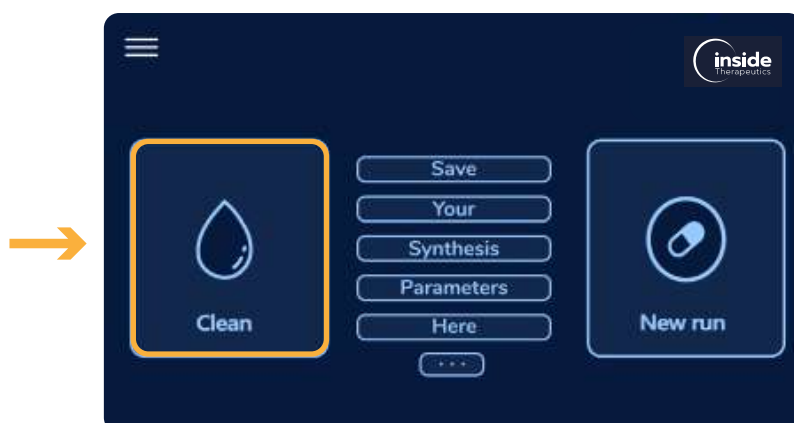 inside
Therapeutics
Save
Your
Synthesis
Parameters
Here
...
Clean
New run